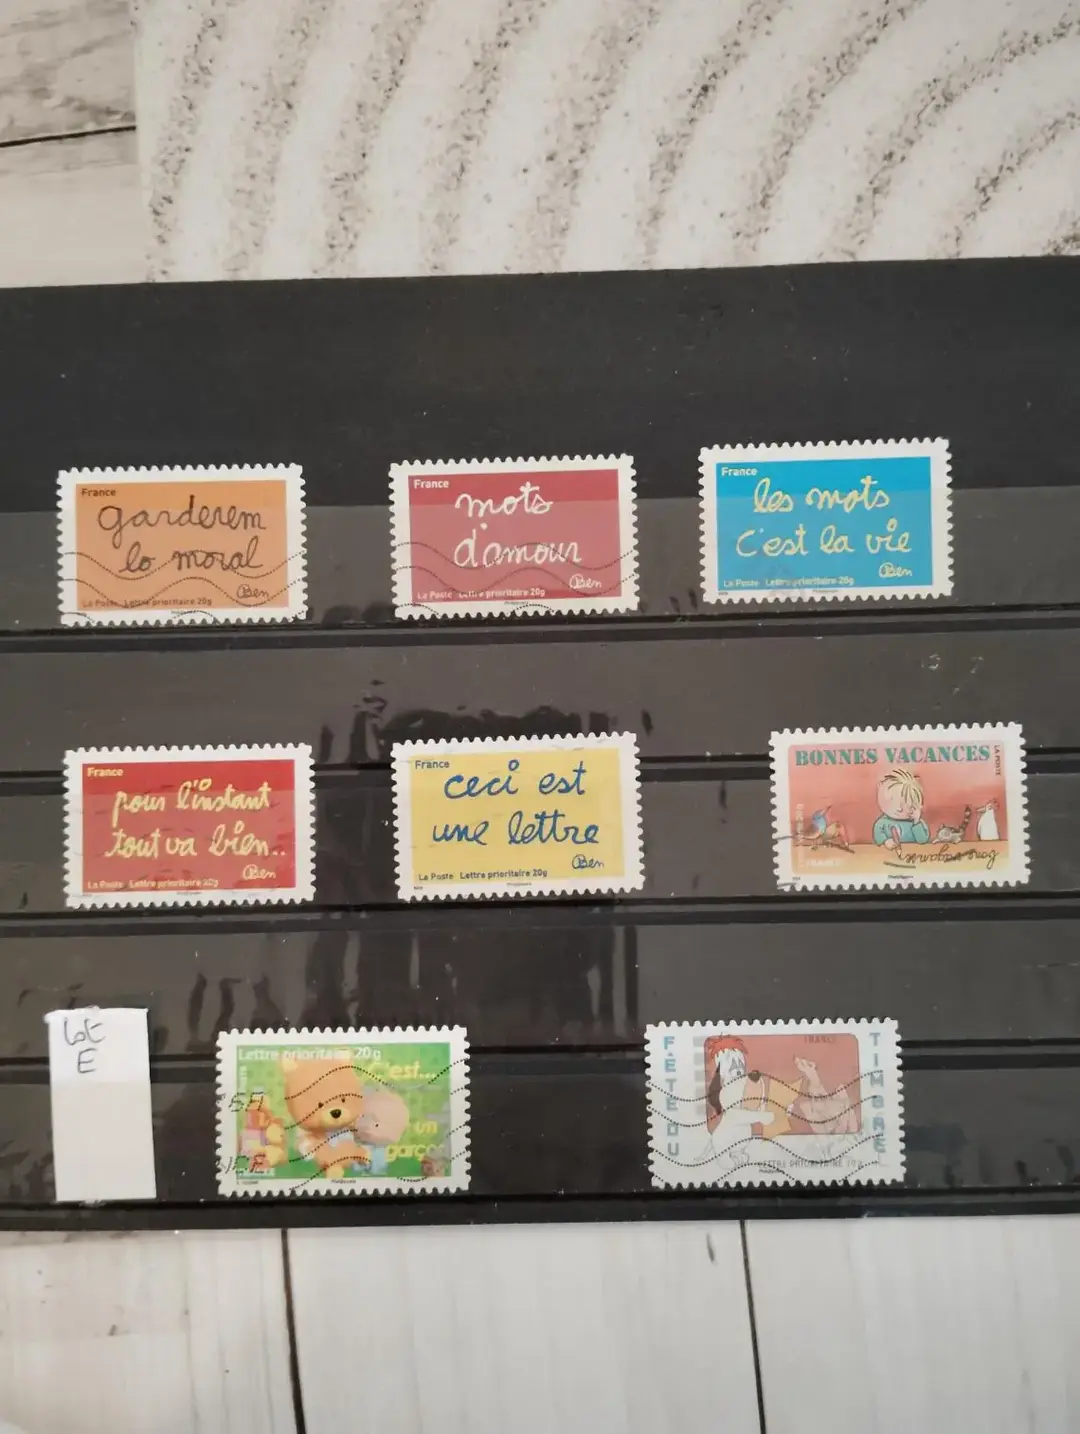 France
garderem
lo moral
Ben
La Poste Lettre prioritaire 20g
France
mots
d'amour
Ben
La Poste Lettre prioritaire 20g
France
les mots
c'est la vie
Ben
La Poste Lettre prioritaire 20g
France
pour l'instant
tout va bien..
Ben
La Poste Lettre prioritaire 20g
France
ceci est
une lettre
Ben
La Poste Lettre prioritaire 20g
BONNES VACANCES
LA POSTE
FRANCE
Lot
E
Lettre prioritaire 20g
C'est...
un
garçon
FÊTE DU
TIMBRE
FRANCE
LETTRE PRIORITAIRE 20g